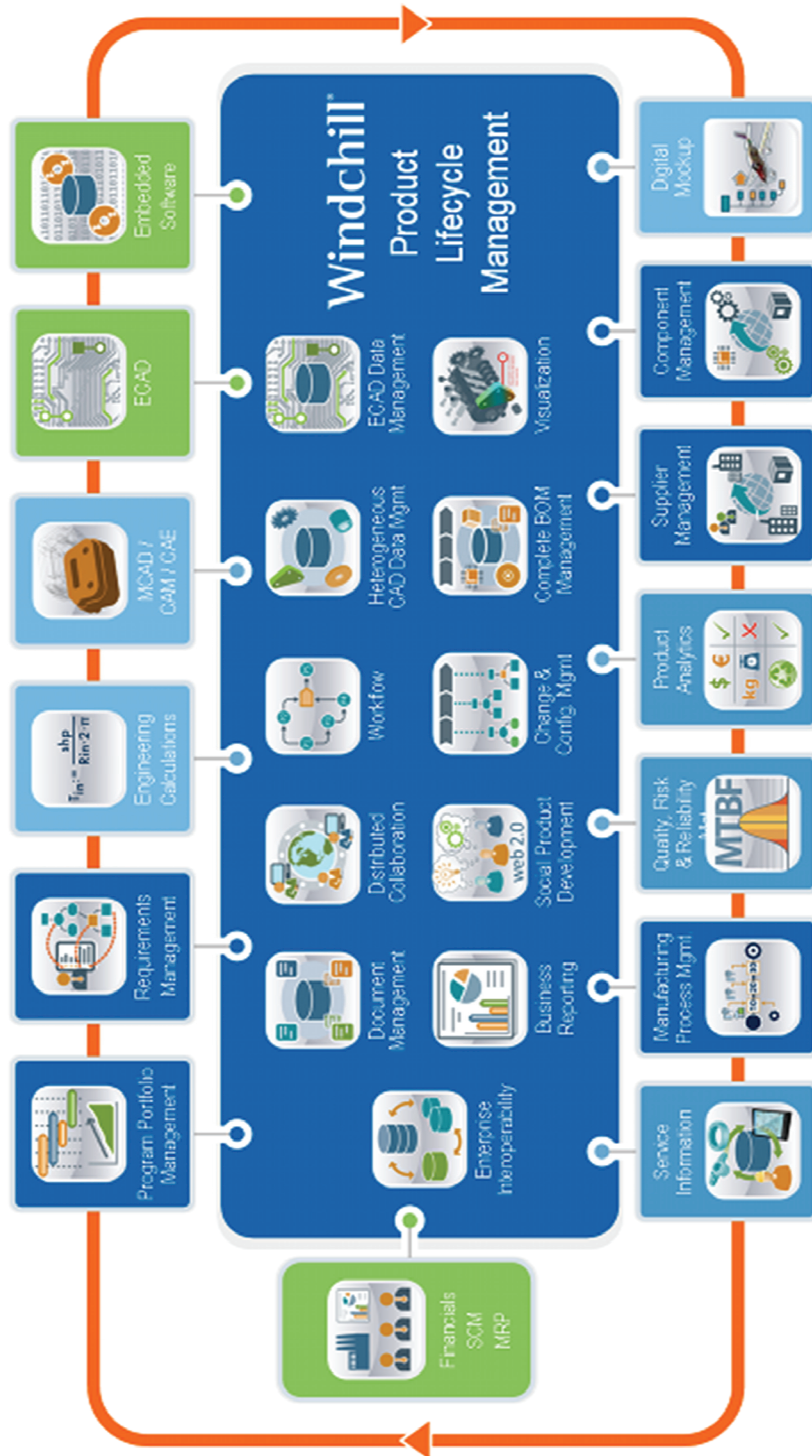 Program Portfolio
Management
Requirements
Management
Engineering
Calculations
MCAD /
CAM / CAE
ECAD
Embedded
Software
Financials
SCM
MRP
Enterprise
Interoperability
Document
Management
Distributed
Collaboration
Workflow
Heterogeneous
CAD Data Mgmt
ECAD Data
Management
Business
Reporting
web 2.0
Social Product
Development
Change &
Config. Mgmt
Complete BOM
Management
Visualization
Windchill®
Product
Lifecycle
Management
Service
Information
Manufacturing
Process Mgmt
Quality, Risk
& Reliability
MTBF
Product
Analytics
$ € ✓
kg X
✓
Supplier
Management
Component
Management
Digital
Mockup